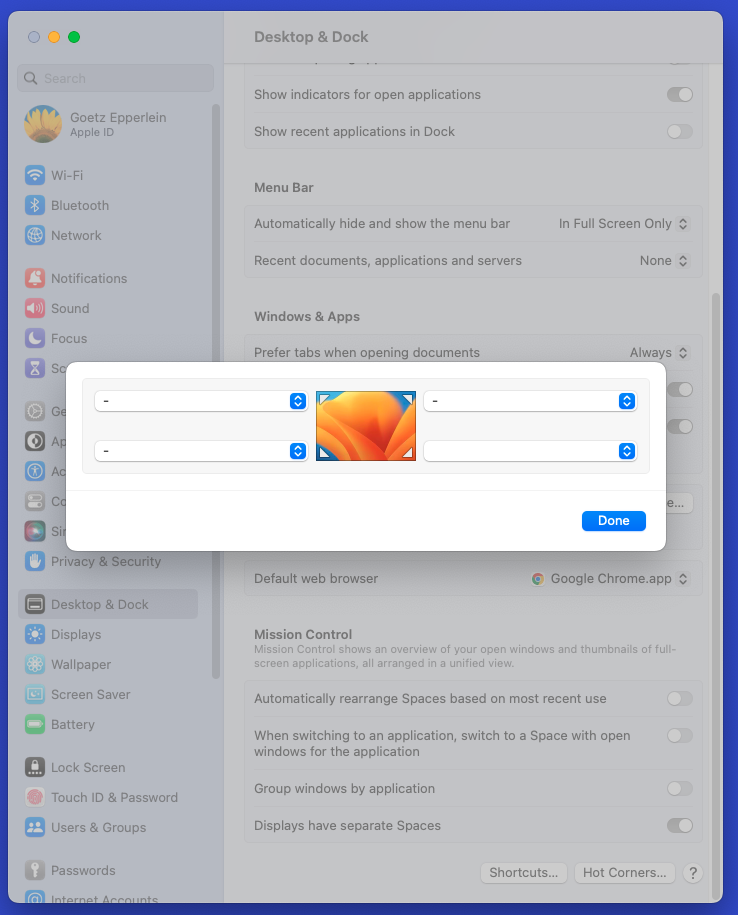 Desktop & Dock
Search
Goetz Epperlein
Apple ID
Wi-Fi
Bluetooth
Network
Notifications
Sound
Focus
Privacy & Security
Desktop & Dock
Displays
Wallpaper
Screen Saver
Battery
Lock Screen
Touch ID & Password
Users & Groups
Passwords
Internet Accounts
Show indicators for open applications
Show recent applications in Dock
Menu Bar
Automatically hide and show the menu bar In Full Screen Only
Recent documents, applications and servers None
Windows & Apps
Prefer tabs when opening documents Always
- -
-
Done
Default web browser Google Chrome.app
Mission Control
Mission Control shows an overview of your open windows and thumbnails of full-
screen applications, all arranged in a unified view.
Automatically rearrange Spaces based on most recent use
When switching to an application, switch to a Space with open
windows for the application
Group windows by application
Displays have separate Spaces
Shortcuts... Hot Corners... ?